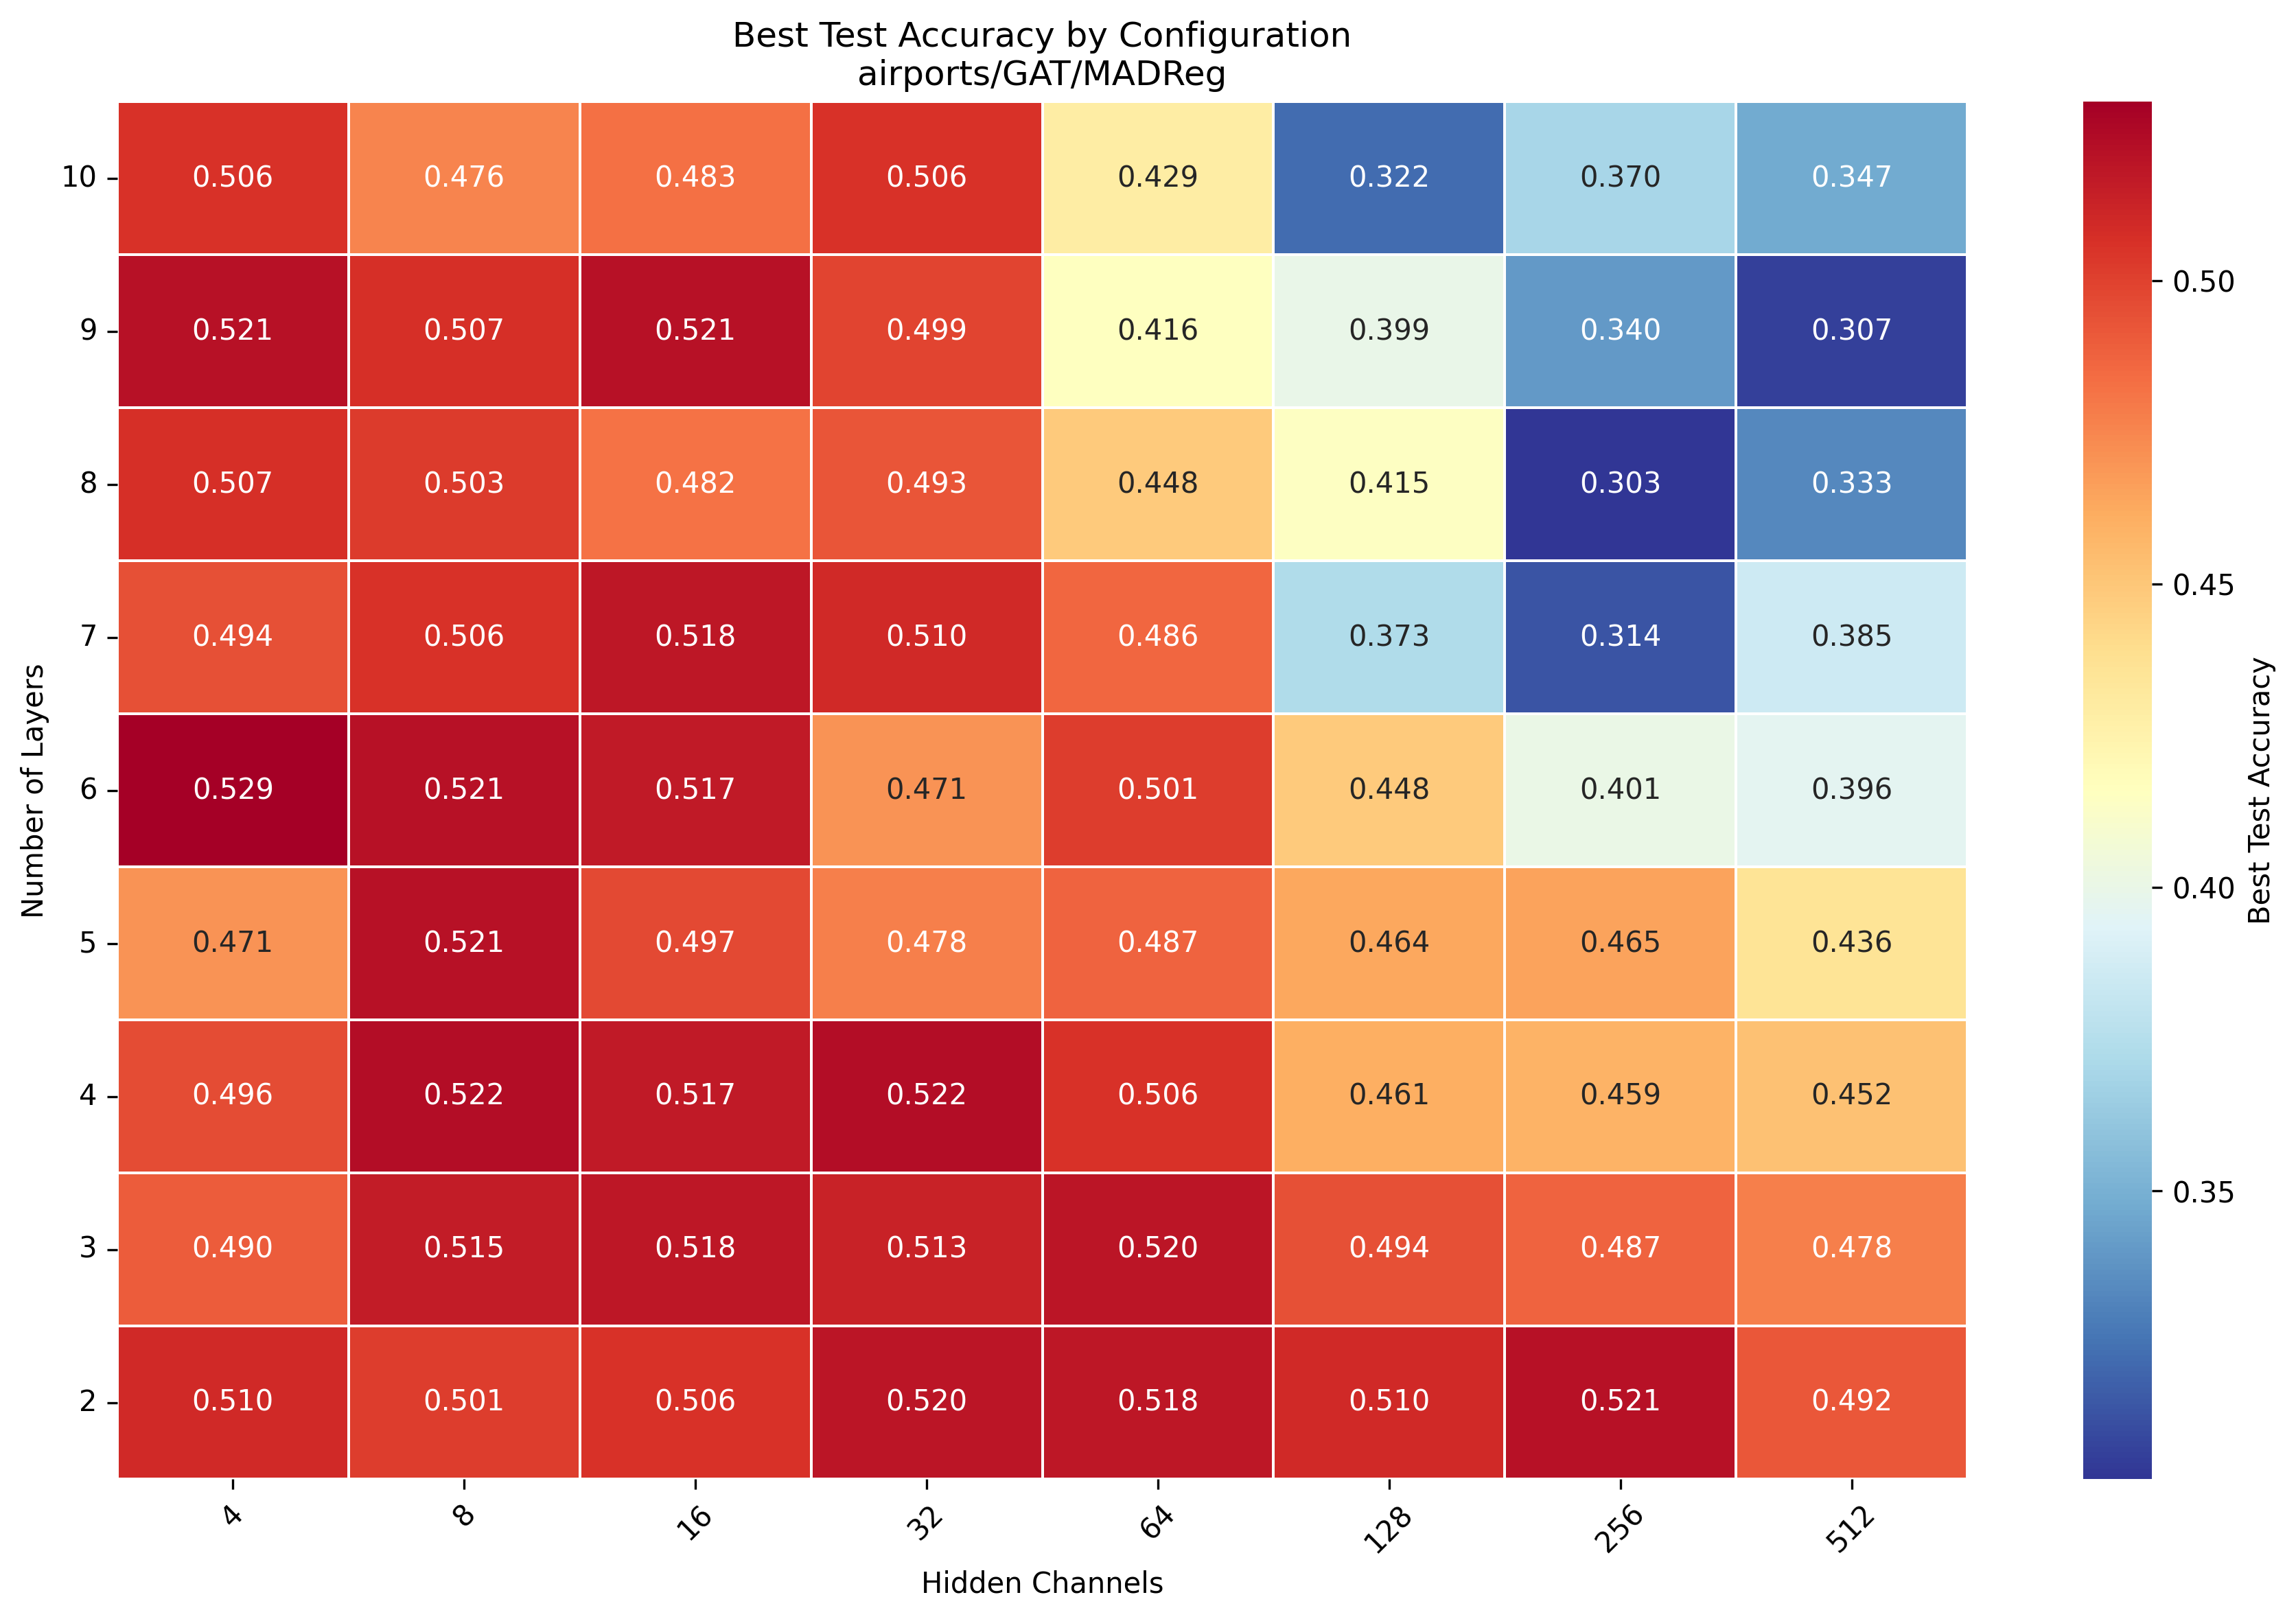 Best Test Accuracy by Configuration
airports/GAT/MADReg
10 0.506 0.476 0.483 0.506 0.429 0.322 0.370 0.347
9 0.521 0.507 0.521 0.499 0.416 0.399 0.340 0.307
8 0.507 0.503 0.482 0.493 0.448 0.415 0.303 0.333
7 0.494 0.506 0.518 0.510 0.486 0.373 0.314 0.385
6 0.529 0.521 0.517 0.471 0.501 0.448 0.401 0.396
5 0.471 0.521 0.497 0.478 0.487 0.464 0.465 0.436
4 0.496 0.522 0.517 0.522 0.506 0.461 0.459 0.452
3 0.490 0.515 0.518 0.513 0.520 0.494 0.487 0.478
2 0.510 0.501 0.506 0.520 0.518 0.510 0.521 0.492
4 8 16 32 64 128 256 512
Hidden Channels
Number of Layers
0.50
0.45
0.40
0.35
Best Test Accuracy